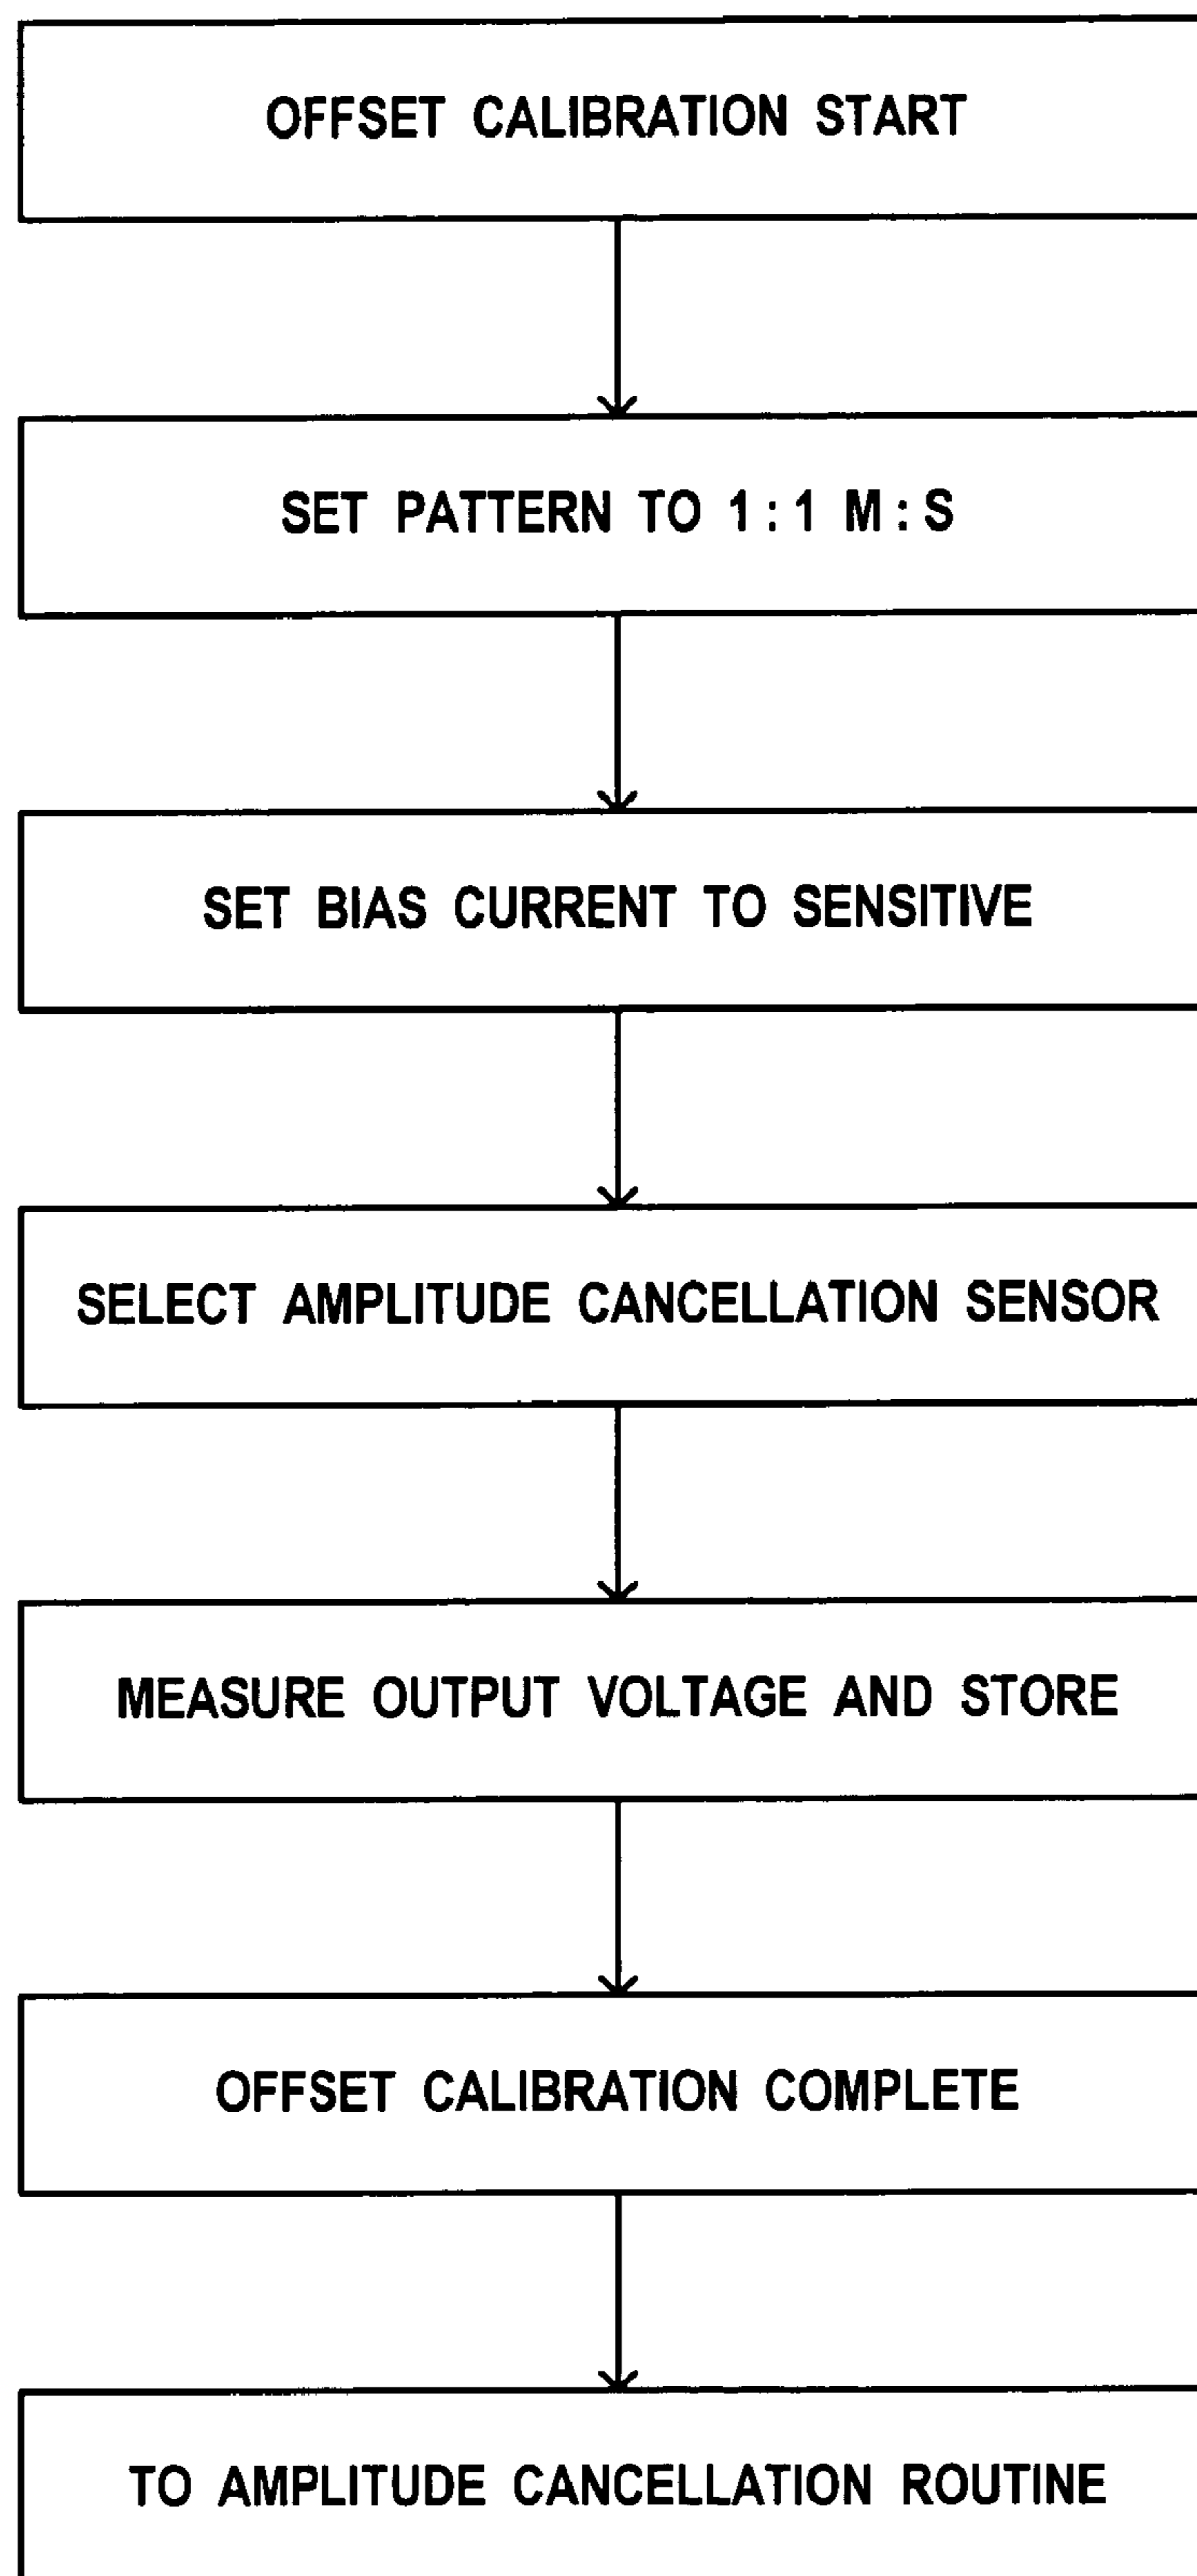 OFFSET CALIBRATION START
SET PATTERN TO 1:1 M:S
SET BIAS CURRENT TO SENSITIVE
SELECT AMPLITUDE CANCELLATION SENSOR
MEASURE OUTPUT VOLTAGE AND STORE
OFFSET CALIBRATION COMPLETE
TO AMPLITUDE CANCELLATION ROUTINE